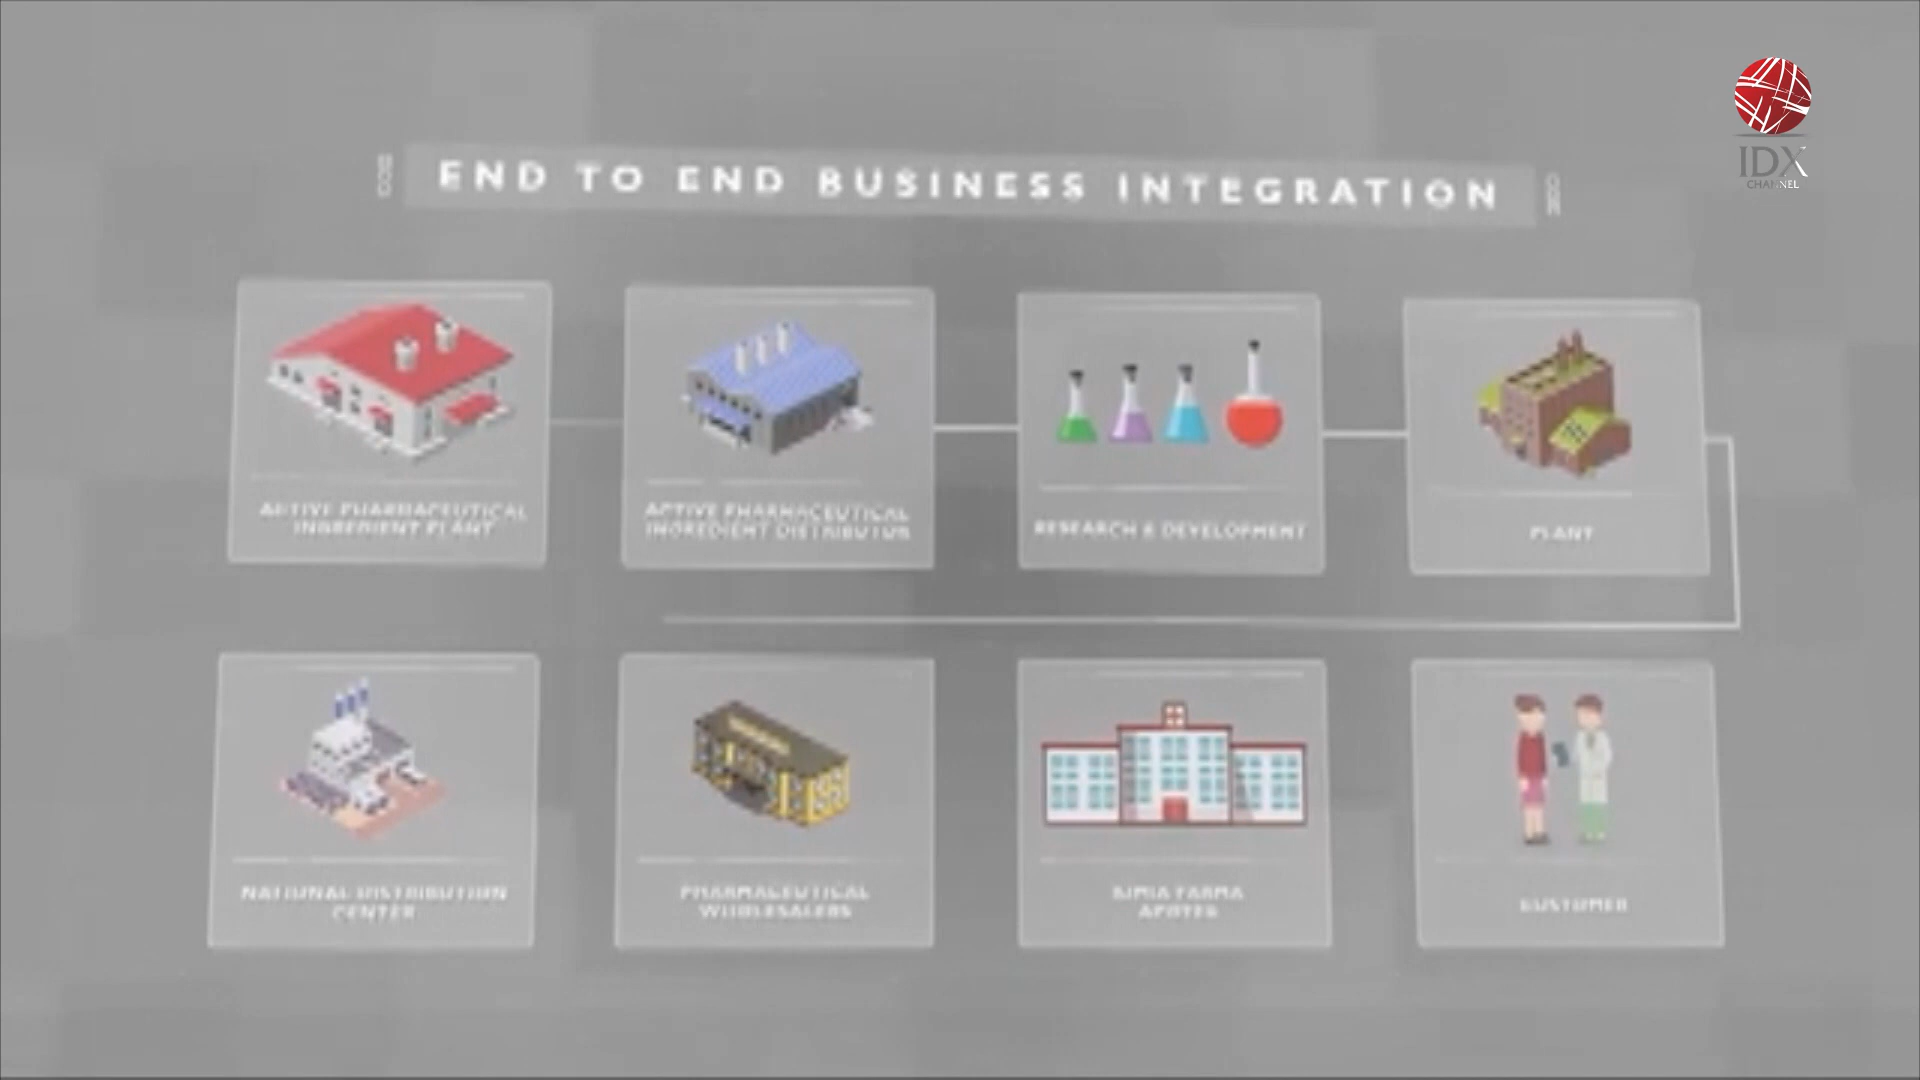 IDX
CHANNEL
END TO END BUSINESS INTEGRATION
ACTIVE PHARMACEUTICAL
INGREDIENT PLANT
ACTIVE PHARMACEUTICAL
INGREDIENT DISTRIBUTOR
RESEARCH & DEVELOPMENT
PLANT
NATIONAL DISTRIBUTION
CENTER
PHARMACEUTICAL
WHOLESALERS
KIMIA FARMA
APOTEK
CUSTOMER